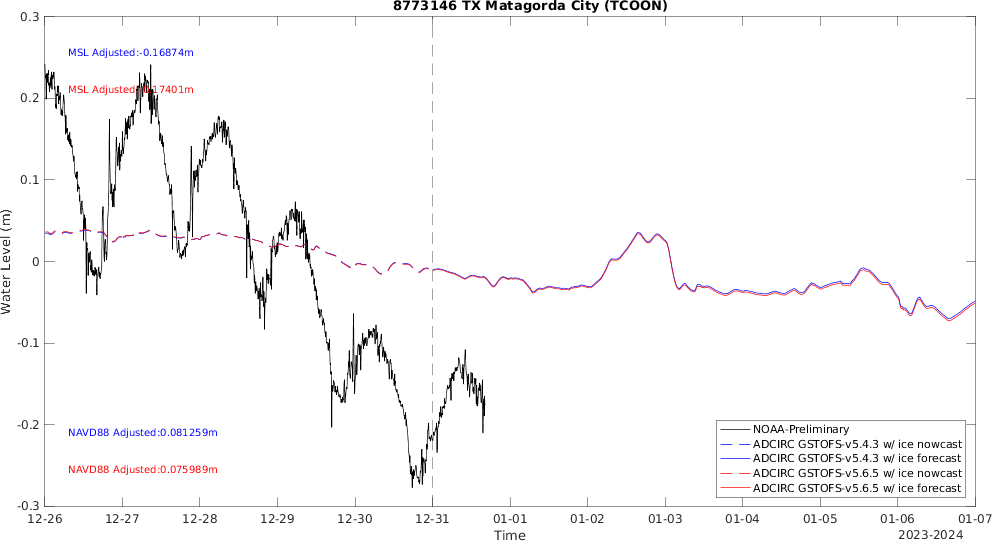 8773146 TX Matagorda City (TCOON)
0.3
0.2
0.1
0
-0.1
-0.2
-0.3
Water Level (m)
MSL Adjusted:-0.16874m
MSL Adjusted:-0.17401m
NAVD88 Adjusted:0.081259m
NAVD88 Adjusted:0.075989m
NOAA-Preliminary
ADCIRC GSTOFS-v5.4.3 w/ ice nowcast
ADCIRC GSTOFS-v5.4.3 w/ ice forecast
ADCIRC GSTOFS-v5.6.5 w/ ice nowcast
ADCIRC GSTOFS-v5.6.5 w/ ice forecast
12-26 12-27 12-28 12-29 12-30 12-31 01-01 01-02 01-03 01-04 01-05 01-06 01-07
Time
2023-2024